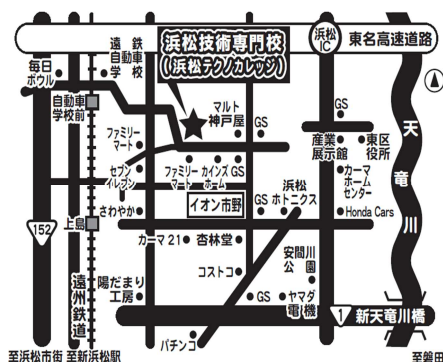 浜松IC
東名高速道路
遠鉄自動車学校
浜松技術専門校
(浜松テクノカレッジ)
毎日ボウル
自動車学校前
マルト神戸屋
GS
GS
産業展示館
東区役所
天竜川
ファミリーマート
セブンイレブン
ファミリーマート
カインズホーム
GS
カーマホームセンター
さわやか
イオン市野
GS
浜松ホトニクス
Honda Cars
152
上島
カーマ21
杏林堂
安間川公園
遠州鉄道
陽だまり工房
コストコ
GS
ヤマダ電機
1
新天竜川橋
パチンコ
至浜松市街
至新浜松駅
至磐田